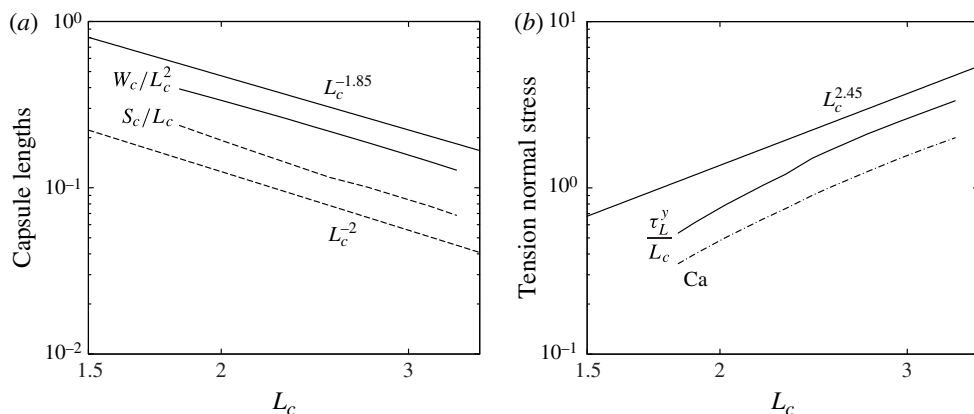 (a)
10^0
10^{-1}
10^{-2}
Capsule lengths
W_c/L_c^2
S_c/L_c
L_c^{-1.85}
L_c^{-2}
1.5 2 3
L_c
(b)
10^1
10^0
10^{-1}
Tension normal stress
L_c^{2.45}
τ_L^y
L_c
Ca
1.5 2 3
L_c